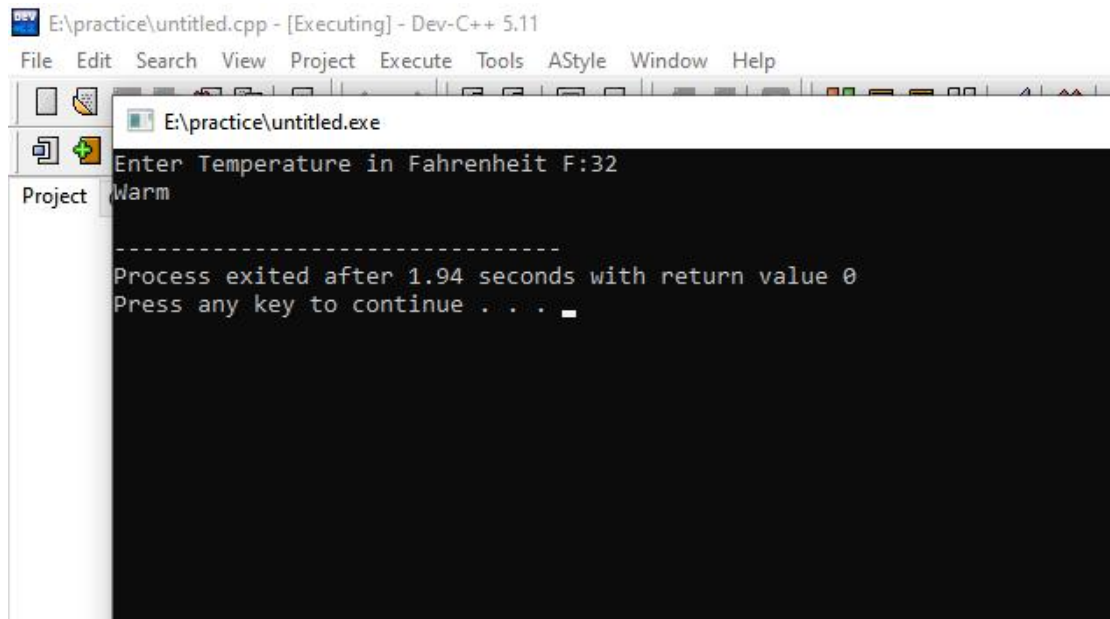 E:\practice\untitled.cpp - [Executing] - Dev-C++ 5.11
File Edit Search View Project Execute Tools AStyle Window Help
E:\practice\untitled.exe
Enter Temperature in Fahrenheit F:32
Project
Warm
---------------------------------
Process exited after 1.94 seconds with return value 0
Press any key to continue . . .